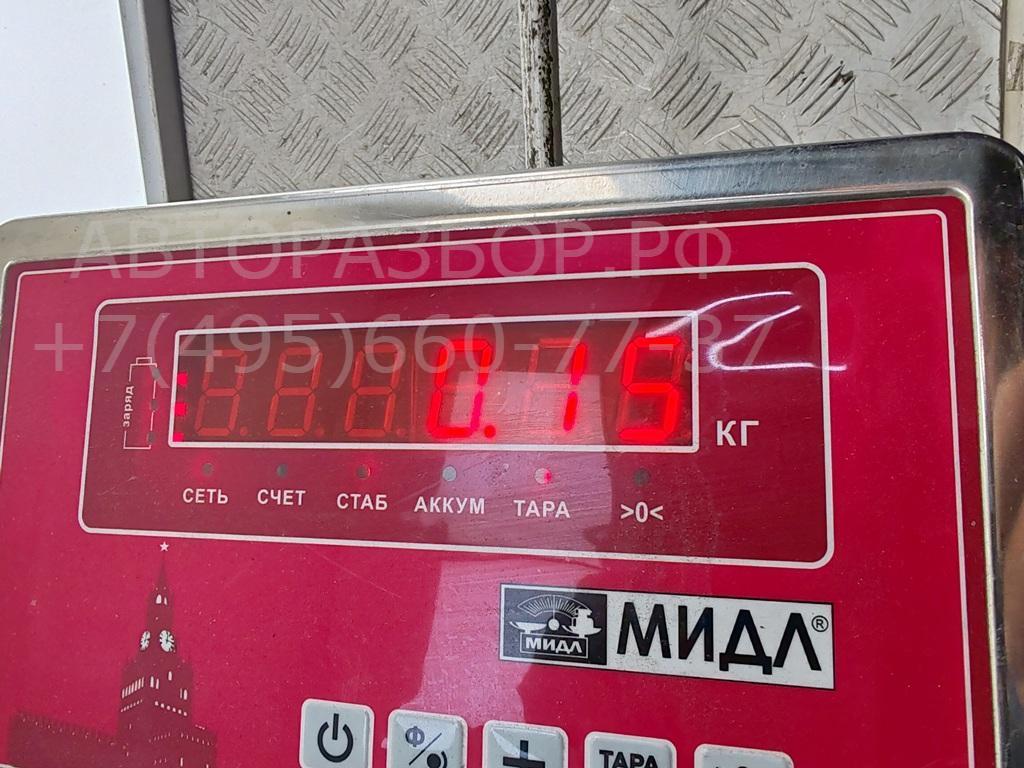 АВТОРАЗБОР.РФ
+7(495)660-77-37
заряд
0.15
КГ
СЕТЬ СЧЕТ СТАБ АККУМ ТАРА >0<
МИДЛ МИДЛ®
Ф
ТАРА